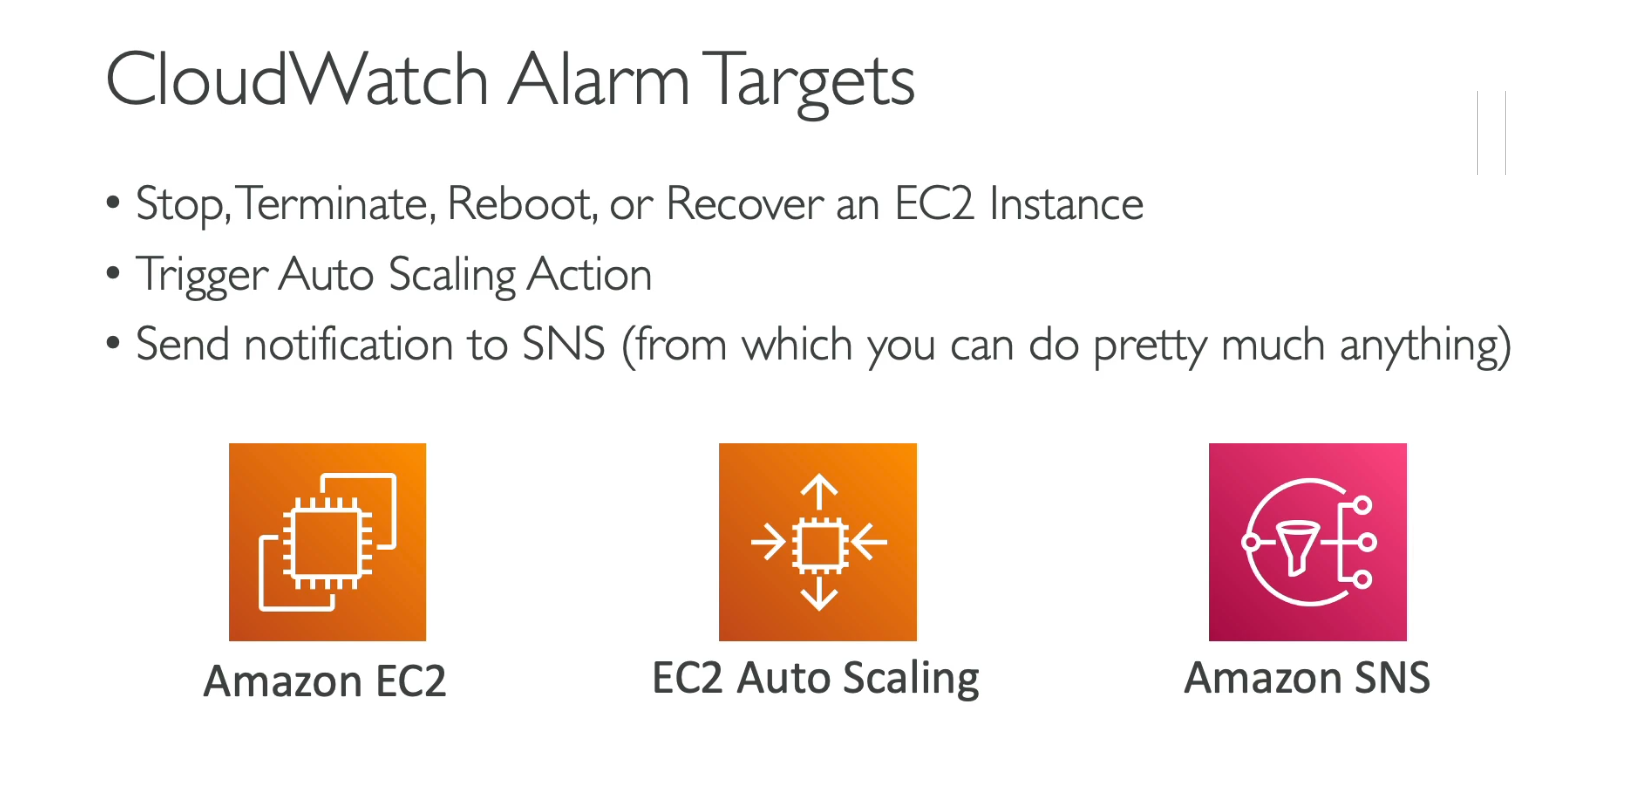 CloudWatch Alarm Targets
• Stop, Terminate, Reboot, or Recover an EC2 Instance
• Trigger Auto Scaling Action
• Send notification to SNS (from which you can do pretty much anything)
Amazon EC2
EC2 Auto Scaling
Amazon SNS